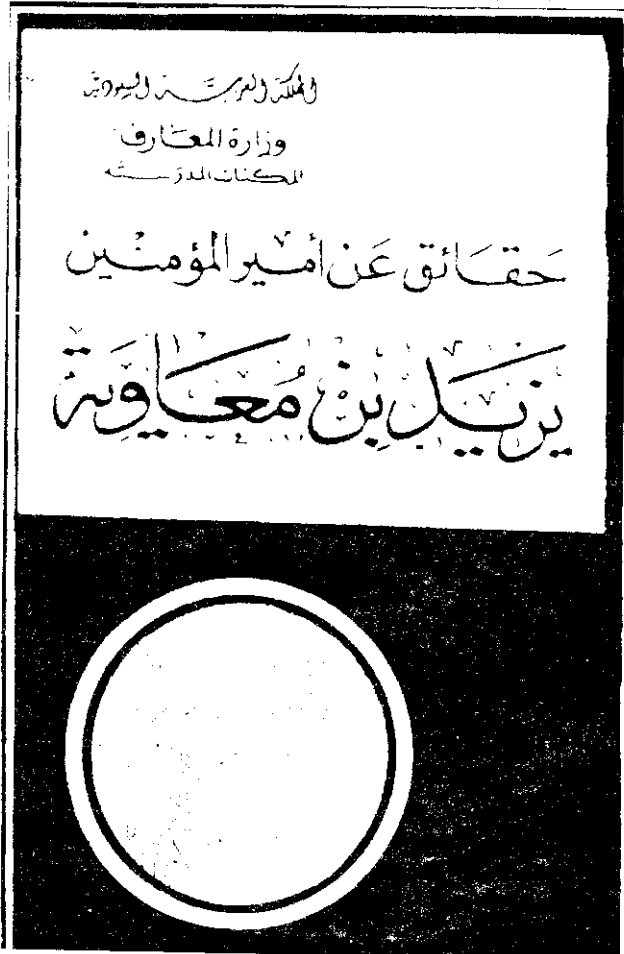 المملكة العربية السعودية
وزارة المعارف
المكتبات المدرسية
حقائق عن أمير المؤمنين
يزيد بن معاوية